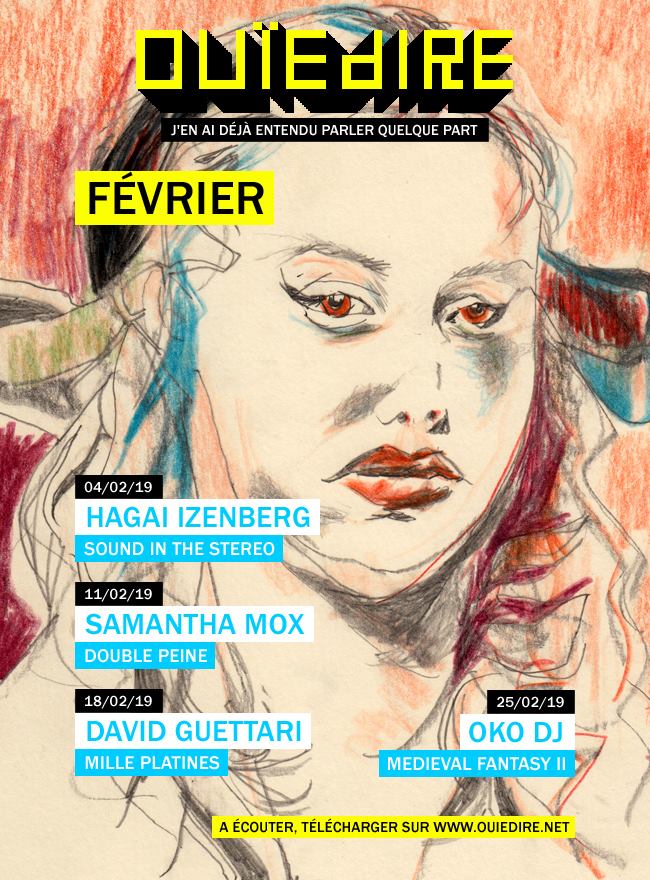 OUÏEDIRE
J'EN AI DÉJÀ ENTENDU PARLER QUELQUE PART
FÉVRIER
04/02/19
HAGAI IZENBERG
SOUND IN THE STEREO
11/02/19
SAMANTHA MOX
DOUBLE PEINE
18/02/19
DAVID GUETTARI
MILLE PLATINES
25/02/19
OKO DJ
MEDIEVAL FANTASY II
A ÉCOUTER, TÉLÉCHARGER SUR WWW.OUIEDIRE.NET